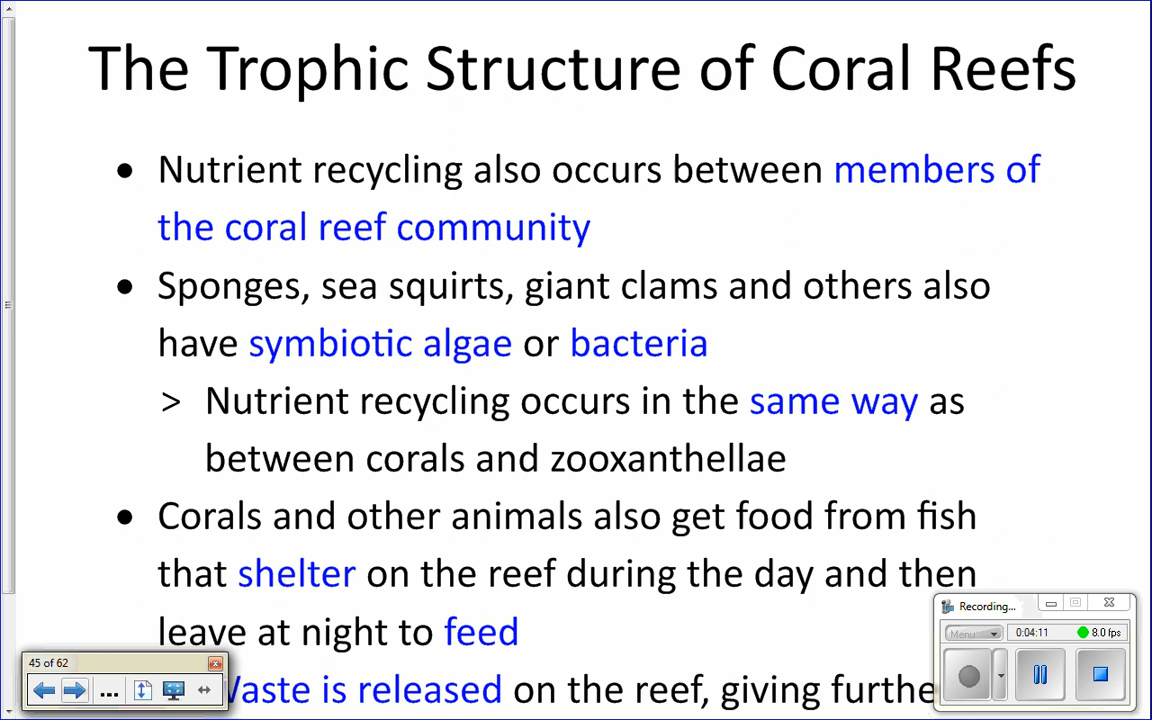 The Trophic Structure of Coral Reefs
• Nutrient recycling also occurs between members of
the coral reef community
• Sponges, sea squirts, giant clams and others also
have symbiotic algae or bacteria
> Nutrient recycling occurs in the same way as
between corals and zooxanthellae
• Corals and other animals also get food from fish
that shelter on the reef during the day and then
leave at night to feed
Waste is released on the reef, giving furthe
Recording...
Menu
0:04:11
8.0 fps
45 of 62
...